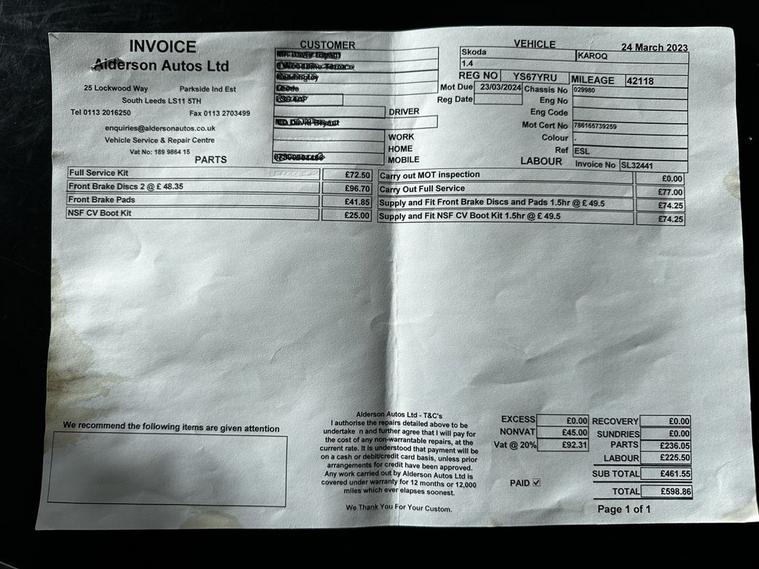 INVOICE
Alderson Autos Ltd
25 Lockwood Way Parkside Ind Est
South Leeds LS11 5TH
Tel 0113 2016250 Fax 0113 2703499
enquiries@aldersonautos.co.uk
Vehicle Service & Repair Centre
Vat No: 189 9864 15
CUSTOMER
Leeds
DRIVER
WORK
HOME
MOBILE
VEHICLE 24 March 2023
Skoda KAROQ
1.4
REG NO YS67YRU MILEAGE 42118
Mot Due 23/03/2024 Chassis No 029980
Reg Date Eng No
Eng Code
Mot Cert No 786165739259
Colour
Ref ESL
PARTS
LABOUR Invoice No SL32441
Full Service Kit £72.50 Carry out MOT inspection £0.00
Front Brake Discs 2 @ £ 48.35 £96.70 Carry Out Full Service £77.00
Front Brake Pads £41.85 Supply and Fit Front Brake Discs and Pads 1.5hr @ £ 49.5 £74.25
NSF CV Boot Kit £25.00 Supply and Fit NSF CV Boot Kit 1.5hr @ £ 49.5 £74.25
We recommend the following items are given attention
Alderson Autos Ltd - T&C's
I authorise the repairs detailed above to be
undertake n and further agree that I will pay for
the cost of any non-warrantable repairs, at the
current rate. It is understood that payment will be
on a cash or debit/credit card basis, unless prior
arrangements for credit have been approved.
Any work carried out by Alderson Autos Ltd is
covered under warranty for 12 months or 12,000
miles which ever elapses soonest.
We Thank You For Your Custom.
EXCESS £0.00 RECOVERY £0.00
NONVAT £45.00 SUNDRIES £0.00
Vat @ 20% £92.31 PARTS £236.05
LABOUR £225.50
SUB TOTAL £461.55
PAID
TOTAL £598.86
Page 1 of 1